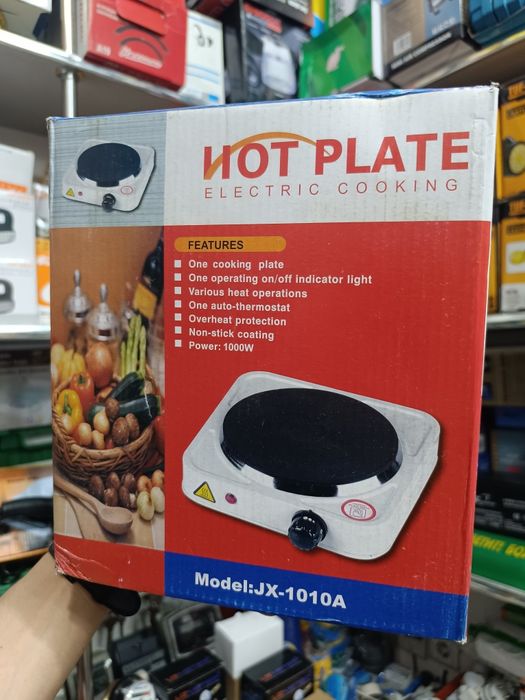 HOT PLATE
ELECTRIC COOKING
FEATURES
One cooking plate
One operating on/off indicator light
Various heat operations
One auto-thermostat
Overheat protection
Non-stick coating
Power: 1000W
Model:JX-1010A